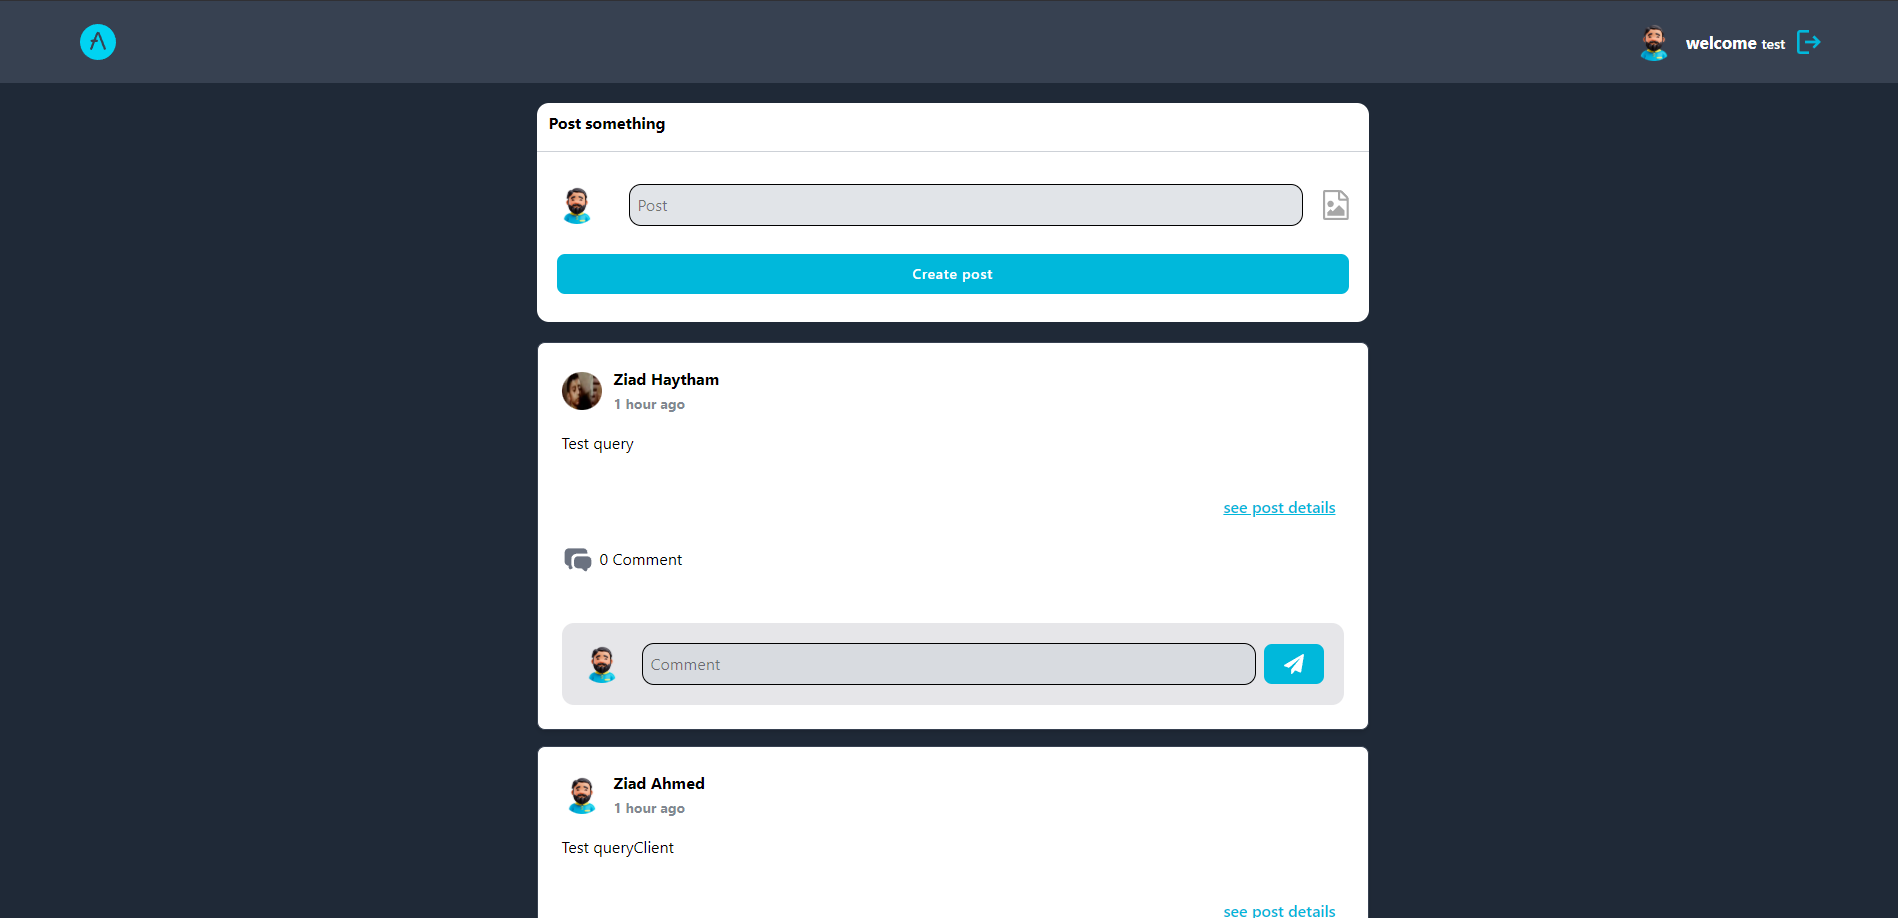 welcome test
Post something
Post
Create post
Ziad Haytham
1 hour ago
Test query
see post details
0 Comment
Comment
Ziad Ahmed
1 hour ago
Test queryClient
see post details